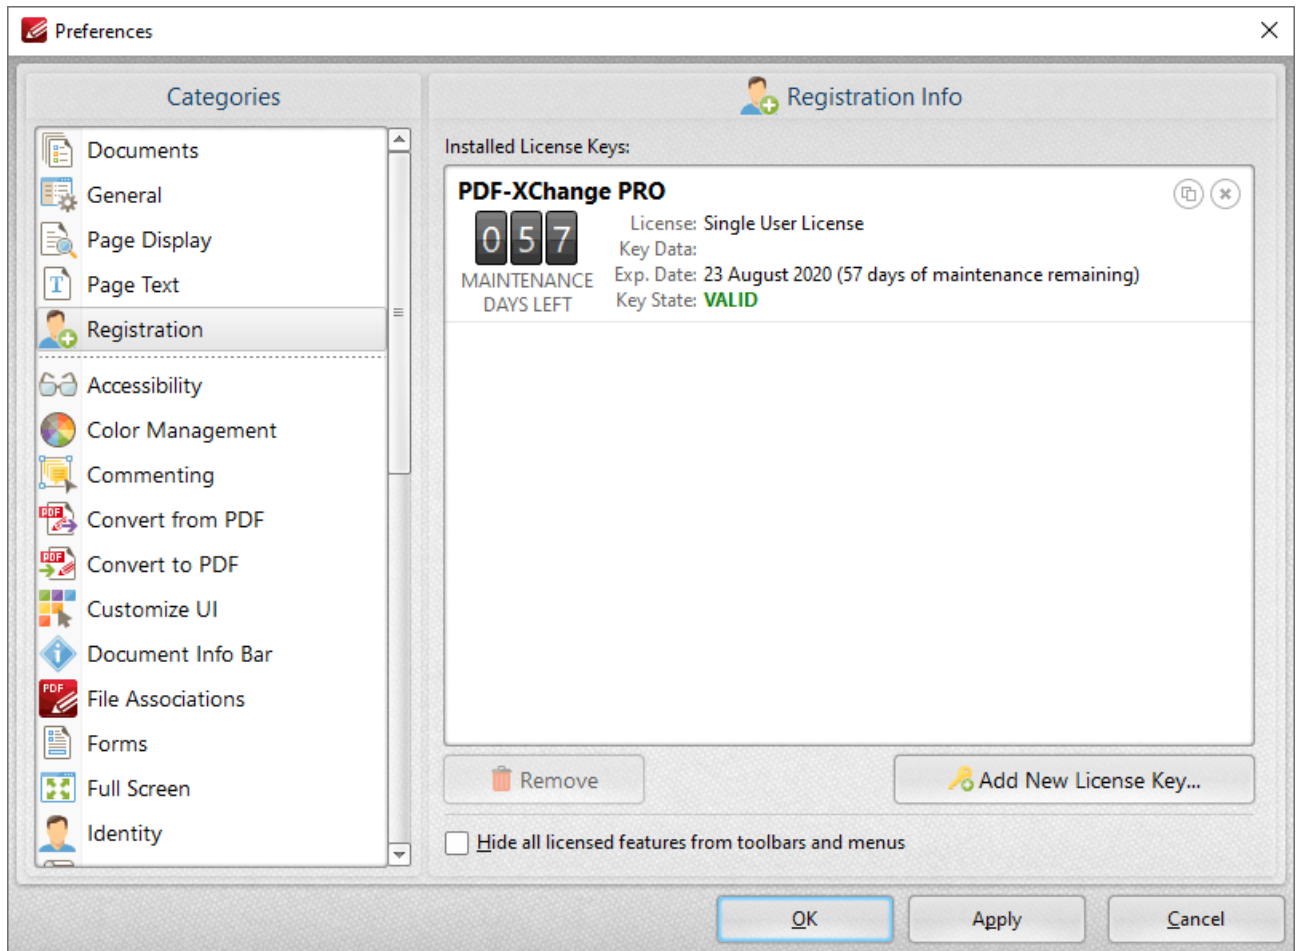 Preferences
Categories
Documents
General
Page Display
Page Text
Registration
Accessibility
Color Management
Commenting
Convert from PDF
Convert to PDF
Customize UI
Document Info Bar
File Associations
Forms
Full Screen
Identity
Registration Info
Installed License Keys:
PDF-XChange PRO
057
MAINTENANCE
DAYS LEFT
License: Single User License
Key Data:
Exp. Date: 23 August 2020 (57 days of maintenance remaining)
Key State: VALID
Remove
Add New License Key...
Hide all licensed features from toolbars and menus
OK
Apply
Cancel